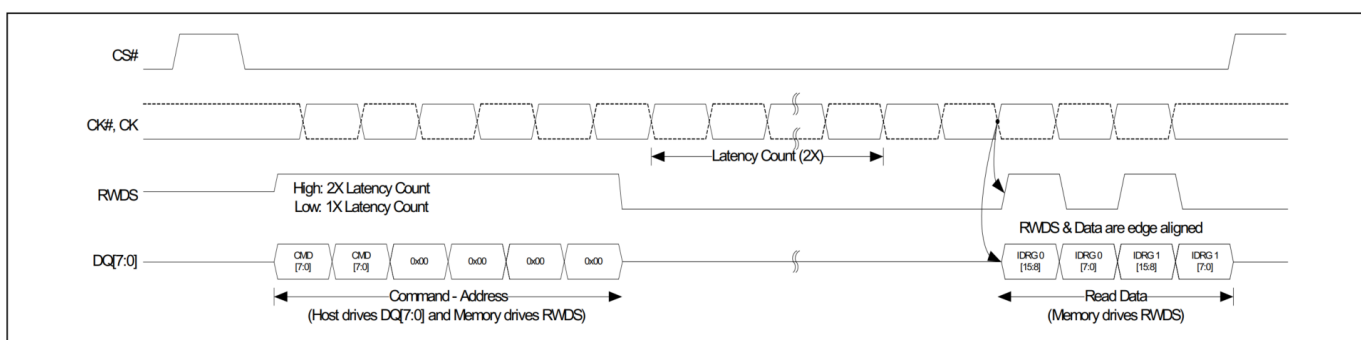 CS#
CK#, CK
Latency Count (2X)
RWDS
High: 2X Latency Count
Low: 1X Latency Count
RWDS & Data are edge aligned
DQ[7:0]
CMD
[7:0]
CMD
[7:0]
0x00
0x00
0x00
0x00
IDRG 0
[15:8]
IDRG 0
[7:0]
IDRG 1
[15:8]
IDRG 1
[7:0]
Command - Address
(Host drives DQ[7:0] and Memory drives RWDS)
Read Data
(Memory drives RWDS)